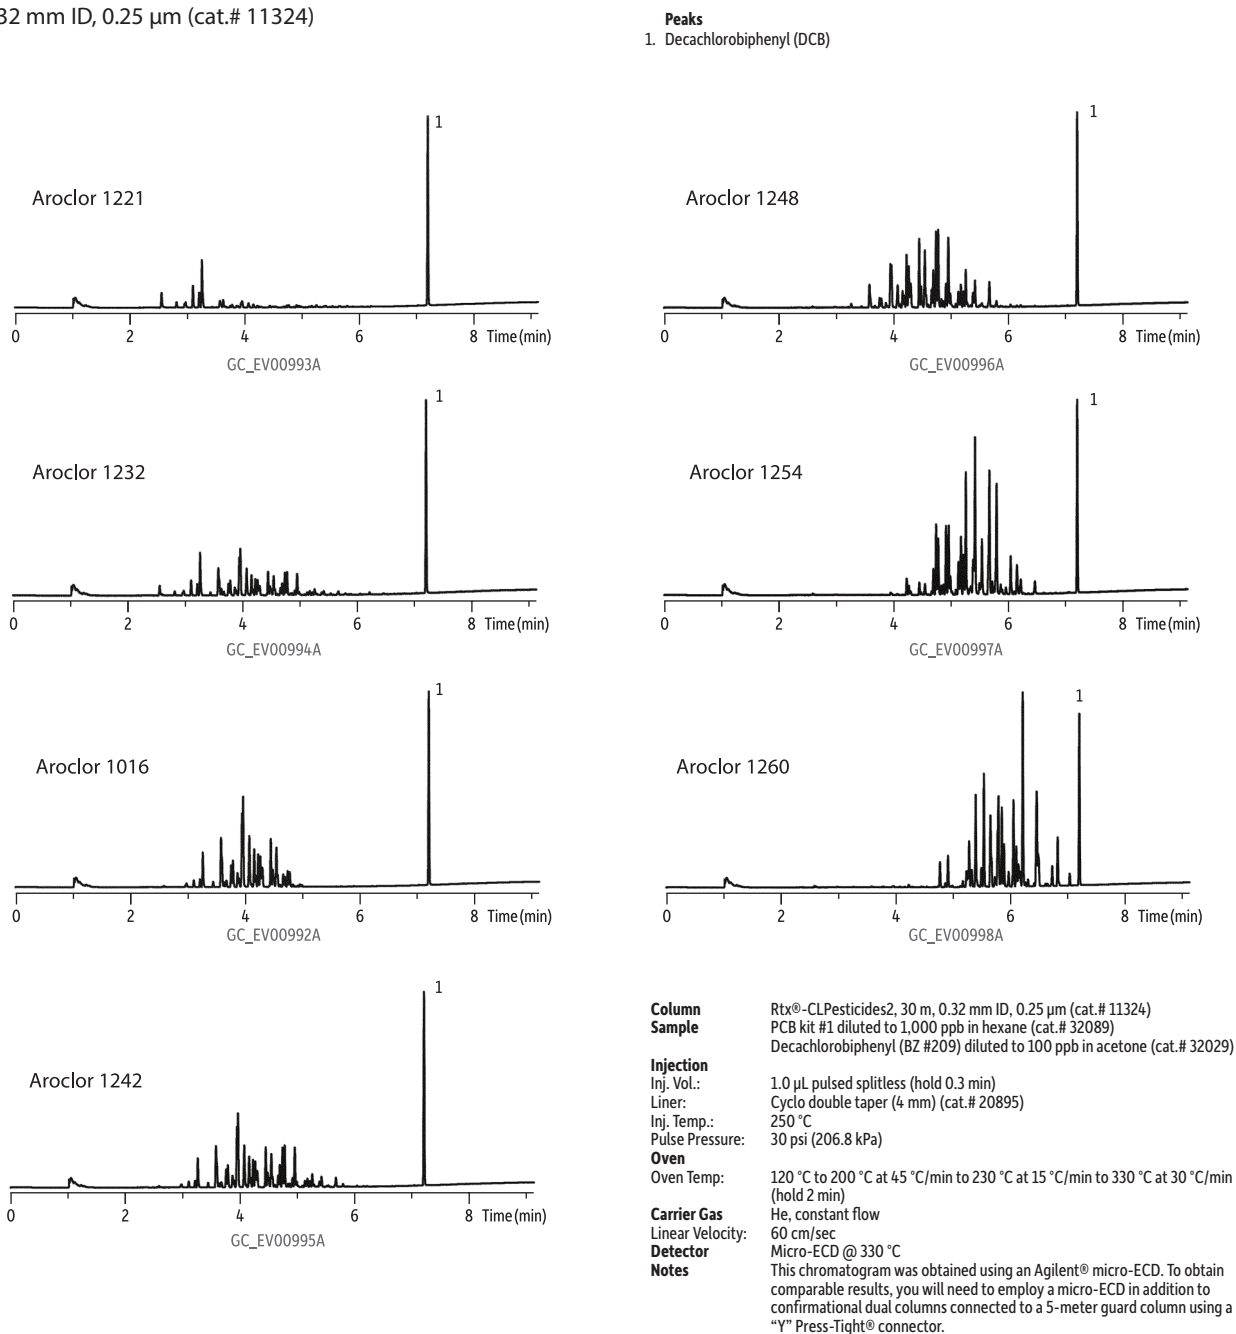 32 mm ID, 0.25 µm (cat.# 11324)
Peaks
1. Decachlorobiphenyl (DCB)
1
Aroclor 1221
0 2 4 6 8 Time (min)
GC_EV00993A
1
Aroclor 1248
0 2 4 6 8 Time (min)
GC_EV00996A
1
Aroclor 1232
0 2 4 6 8 Time (min)
GC_EV00994A
1
Aroclor 1254
0 2 4 6 8 Time (min)
GC_EV00997A
1
Aroclor 1016
0 2 4 6 8 Time (min)
GC_EV00992A
1
Aroclor 1260
0 2 4 6 8 Time (min)
GC_EV00998A
1
Aroclor 1242
0 2 4 6 8 Time (min)
GC_EV00995A
Column Rtx®-CLPesticides2, 30 m, 0.32 mm ID, 0.25 µm (cat.# 11324)
Sample PCB kit #1 diluted to 1,000 ppb in hexane (cat.# 32089)
Decachlorobiphenyl (BZ #209) diluted to 100 ppb in acetone (cat.# 32029)
Injection
Inj. Vol.: 1.0 µL pulsed splitless (hold 0.3 min)
Liner: Cyclo double taper (4 mm) (cat.# 20895)
Inj. Temp.: 250 °C
Pulse Pressure: 30 psi (206.8 kPa)
Oven
Oven Temp: 120 °C to 200 °C at 45 °C/min to 230 °C at 15 °C/min to 330 °C at 30 °C/min
(hold 2 min)
Carrier Gas He, constant flow
Linear Velocity: 60 cm/sec
Detector Micro-ECD @ 330 °C
Notes This chromatogram was obtained using an Agilent® micro-ECD. To obtain
comparable results, you will need to employ a micro-ECD in addition to
confirmational dual columns connected to a 5-meter guard column using a
“Y” Press-Tight® connector.